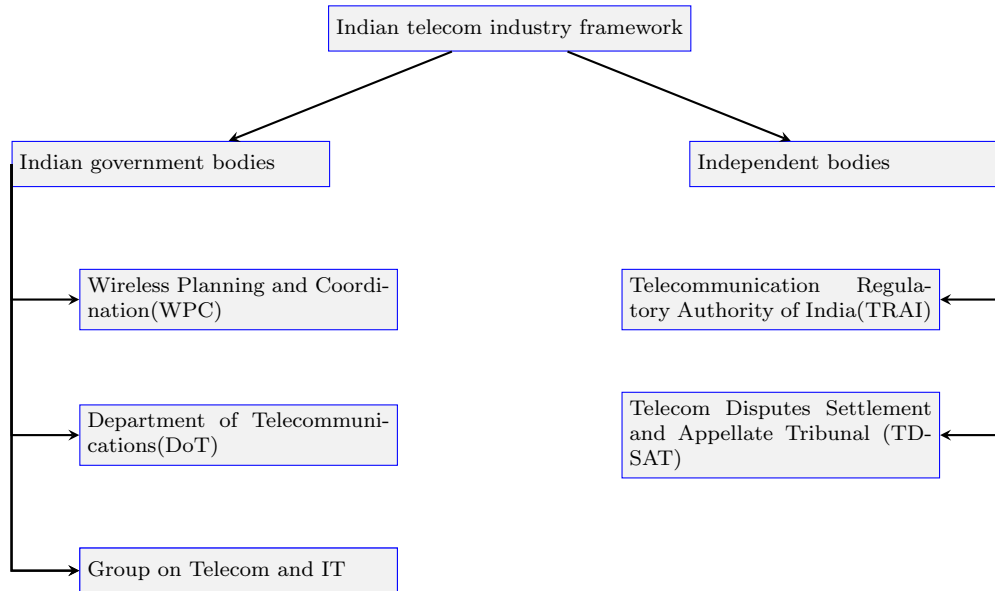 Indian telecom industry framework
Indian government bodies
Independent bodies
Wireless Planning and Coordi-
nation(WPC)
Telecommunication Regula-
tory Authority of India(TRAI)
Department of Telecommuni-
cations(DoT)
Telecom Disputes Settlement
and Appellate Tribunal (TD-
SAT)
Group on Telecom and IT